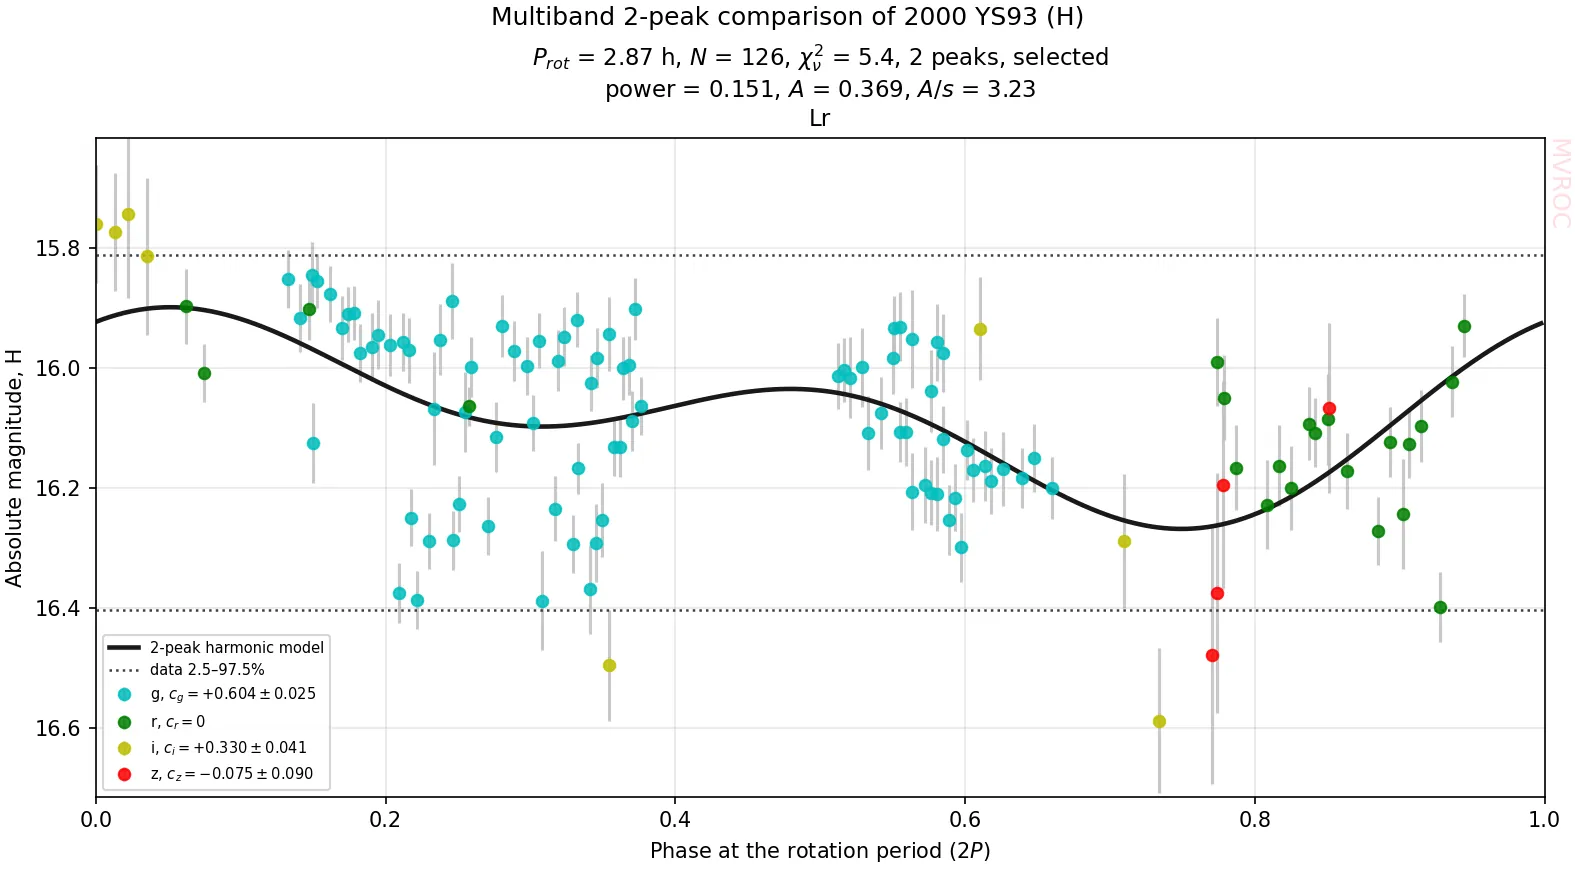 Multiband 2-peak comparison of 2000 YS93 (H)
P_rot = 2.87 h, N = 126, χ²_ν = 5.4, 2 peaks, selected
power = 0.151, A = 0.369, A/s = 3.23
Lr
MVROC
Absolute magnitude, H
15.8
16.0
16.2
16.4
16.6
2-peak harmonic model
data 2.5–97.5%
g, c_g = +0.604 ± 0.025
r, c_r = 0
i, c_i = +0.330 ± 0.041
z, c_z = −0.075 ± 0.090
0.0 0.2 0.4 0.6 0.8 1.0
Phase at the rotation period (2P)